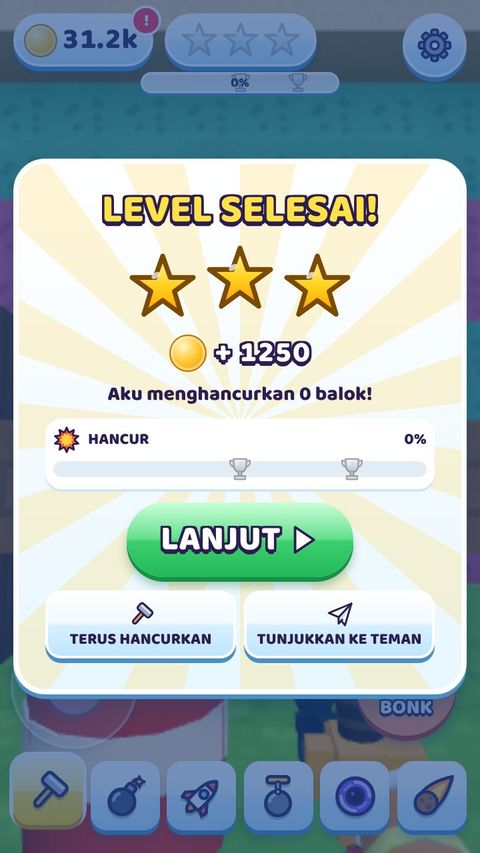 31.2k
!
0%
LEVEL SELESAI!
+ 1250
Aku menghancurkan 0 balok!
HANCUR 0%
LANJUT
TERUS HANCURKAN
TUNJUKKAN KE TEMAN
BONK